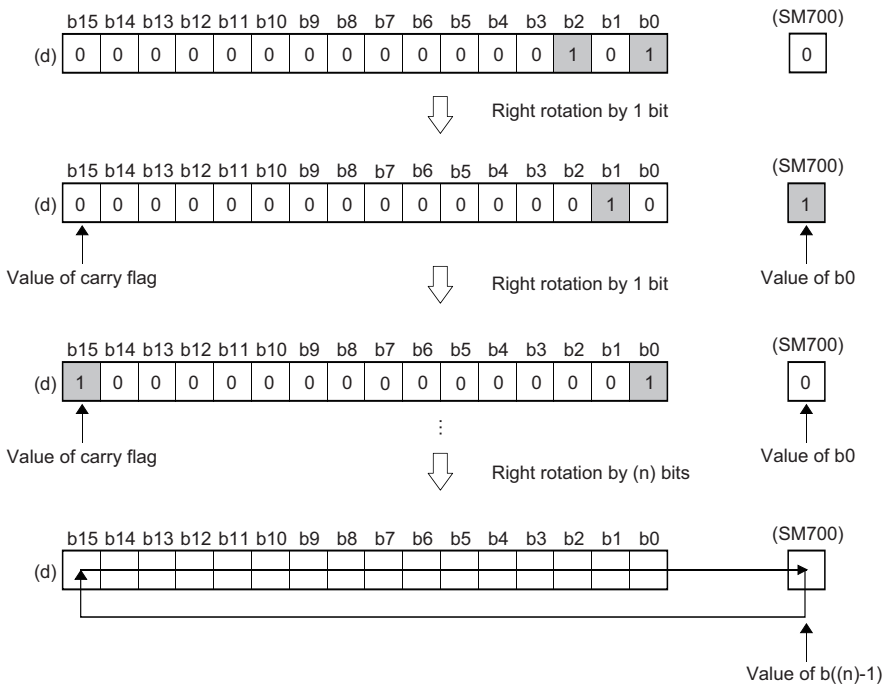 b15 b14 b13 b12 b11 b10 b9 b8 b7 b6 b5 b4 b3 b2 b1 b0 (SM700)
(d) 0 0 0 0 0 0 0 0 0 0 0 0 0 1 0 1 0
Right rotation by 1 bit
b15 b14 b13 b12 b11 b10 b9 b8 b7 b6 b5 b4 b3 b2 b1 b0 (SM700)
(d) 0 0 0 0 0 0 0 0 0 0 0 0 0 0 1 0 1
Value of carry flag Value of b0
Right rotation by 1 bit
b15 b14 b13 b12 b11 b10 b9 b8 b7 b6 b5 b4 b3 b2 b1 b0 (SM700)
(d) 1 0 0 0 0 0 0 0 0 0 0 0 0 0 0 1 0
Value of carry flag ⋮ Value of b0
Right rotation by (n) bits
b15 b14 b13 b12 b11 b10 b9 b8 b7 b6 b5 b4 b3 b2 b1 b0 (SM700)
(d)
Value of b((n)-1)